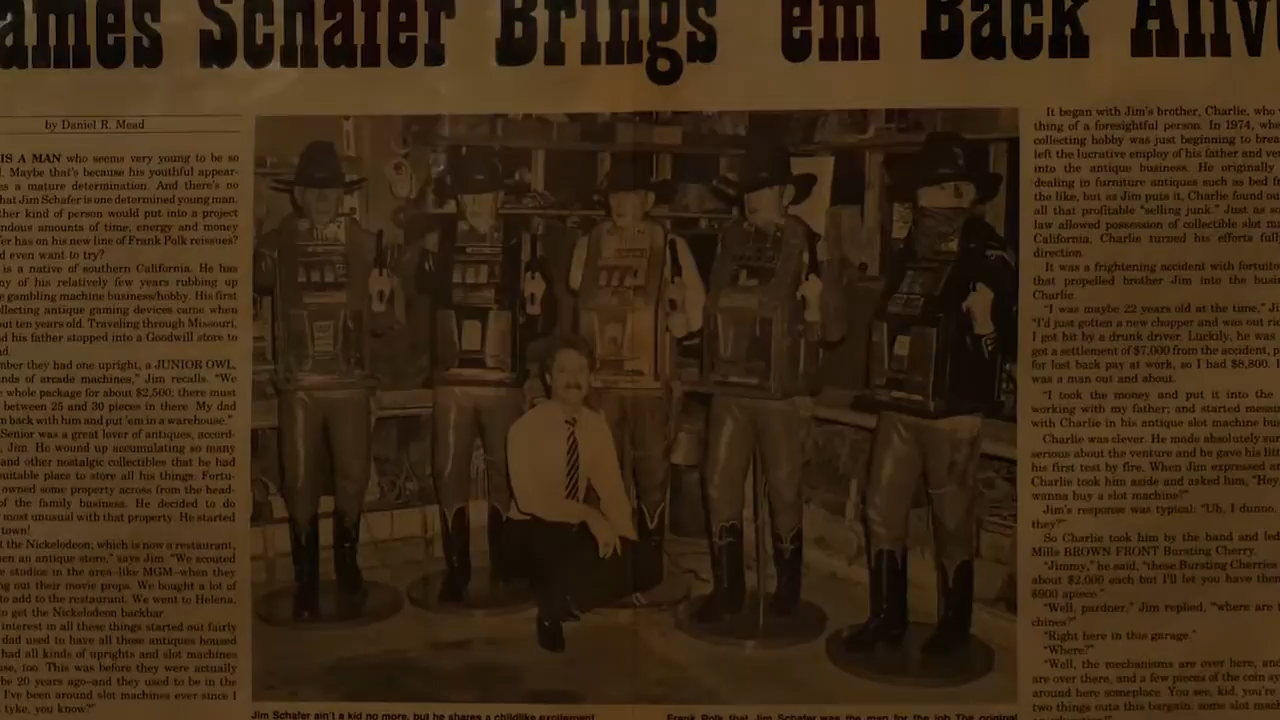 ames Schafer Brings 'em Back Aliv
by Daniel R. Mead
IS A MAN who seems very young to be so
. Maybe that's because his youthful appear-
es a mature determination. And there's no
hat Jim Schafer is one determined young man.
ther kind of person would put into a project
ndous amounts of time, energy and money
er has on his new line of Frank Polk reissues?
d even want to try?
is a native of southern California. He has
ny of his relatively few years rubbing up
e gambling machine business/hobby. His first
llecting antique gaming devices came when
out ten years old. Traveling through Missouri,
d his father stopped into a Goodwill store to
nd.
mber they had one upright, a JUNIOR OWL,
nds of arcade machines," Jim recalls. "We
e whole package for about $2,500; there must
between 25 and 30 pieces in there. My dad
m back with him and put 'em in a warehouse."
Senior was a great lover of antiques, accord-
, Jim. He wound up accumulating so many
and other nostalgic collectibles that he had
uitable place to store all his things. Fortu-
owned some property across from the head-
of the family business. He decided to do
most unusual with that property. He started
town!
t the Nickelodeon; which is now a restaurant,
en an antique store," says Jim. "We scouted
e studios in the area-like MGM-when they
ng out their movie props. We bought a lot of
to add to the restaurant. We went to Helena,
o get the Nickelodeon backbar
interest in all these things started out fairly
dad used to have all those antiques housed
had all kinds of uprights and slot machines
use, too. This was before they were actually
be 20 years ago—and they used to be in the
I've been around slot machines ever since I
tyke, you know?"
Jim Schafer ain't a kid no more, but he shares a childlike excitement
Frank Polk that Jim Schafer was the man for the job. The original
It began with Jim's brother, Charlie, who
thing of a foresightful person. In 1974, whe
collecting hobby was just beginning to brea
left the lucrative employ of his father and ve
into the antique business. He originally
dealing in furniture antiques such as bed f
the like, but as Jim puts it, Charlie found ou
all that profitable "selling junk." Just as so
law allowed possession of collectible slot m
California, Charlie turned his efforts full
direction.
It was a frightening accident with fortuito
that propelled brother Jim into the busi
Charlie.
"I was maybe 22 years old at the time," Ji
"I'd just gotten a new chopper and was out ri
I got hit by a drunk driver. Luckily, he was
got a settlement of $7,000 from the accident, p
for lost back pay at work, so I had $8,800. I
was a man out and about.
"I took the money and put it into the
working with my father; and started messi
with Charlie in his antique slot machine bus
Charlie was clever. He made absolutely sur
serious about the venture and he gave his litt
his first test by fire. When Jim expressed an
Charlie took him aside and asked him, "Hey
wanna buy a slot machine?"
Jim's response was typical: "Uh, I dunno.
they?"
So Charlie took him by the hand and led
Mills BROWN FRONT Bursting Cherry.
"Jimmy," he said, "these Bursting Cherries
about $2,000 each but I'll let you have then
$900 apiece."
"Well, pardner," Jim replied, "where are
chines?"
"Right here in this garage."
"Where?"
"Well, the mechanisms are over here, and
are over there, and a few pieces of the coin sy
around here someplace. You see, kid, you're
two things outa this bargain: some slot mach